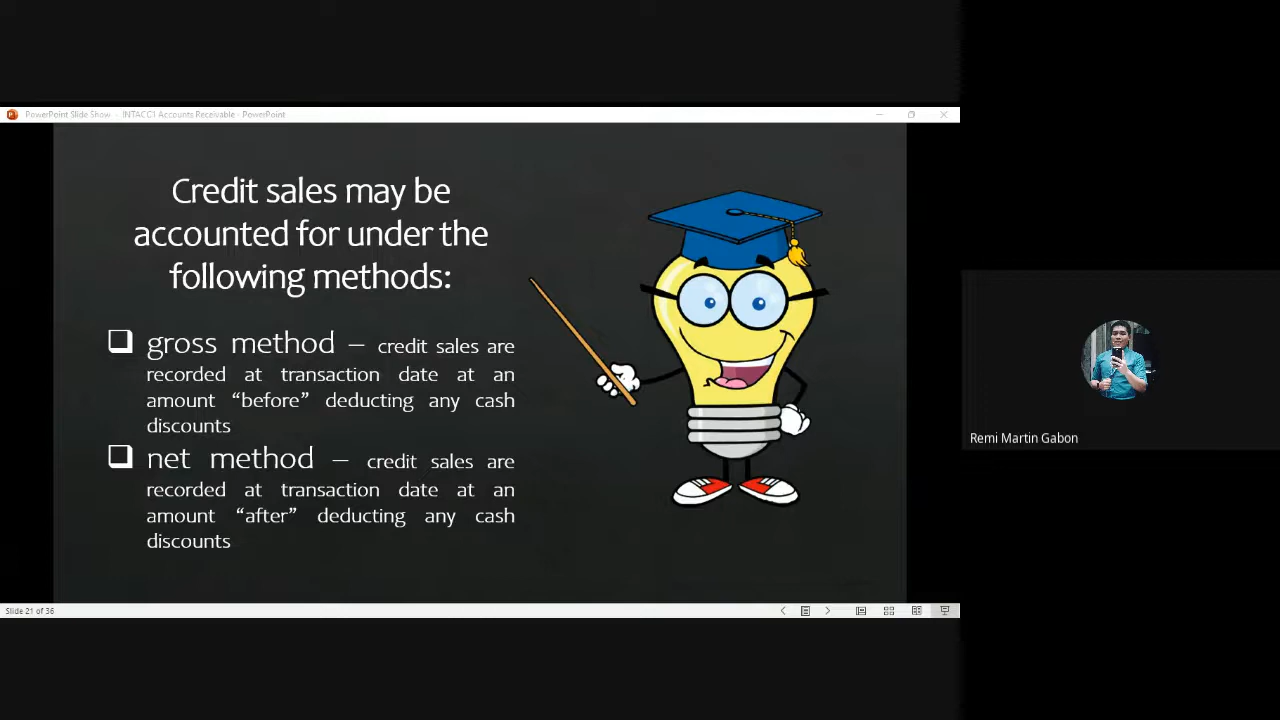 PowerPoint Slide Show - INTACC1 Accounts Receivable - PowerPoint
Credit sales may be
accounted for under the
following methods:
gross method – credit sales are
recorded at transaction date at an
amount “before” deducting any cash
discounts
net method – credit sales are
recorded at transaction date at an
amount “after” deducting any cash
discounts
Remi Martin Gabon
Slide 21 of 36